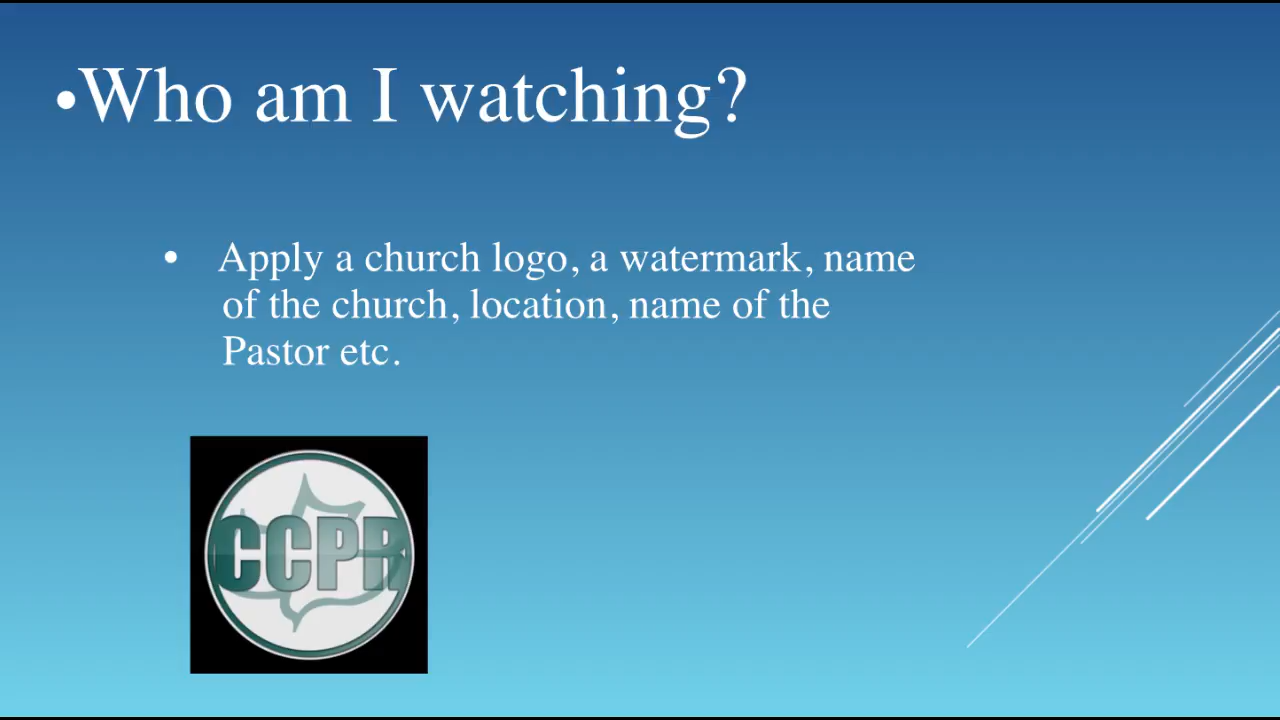 •Who am I watching?
• Apply a church logo, a watermark, name
of the church, location, name of the
Pastor etc.
CCPR